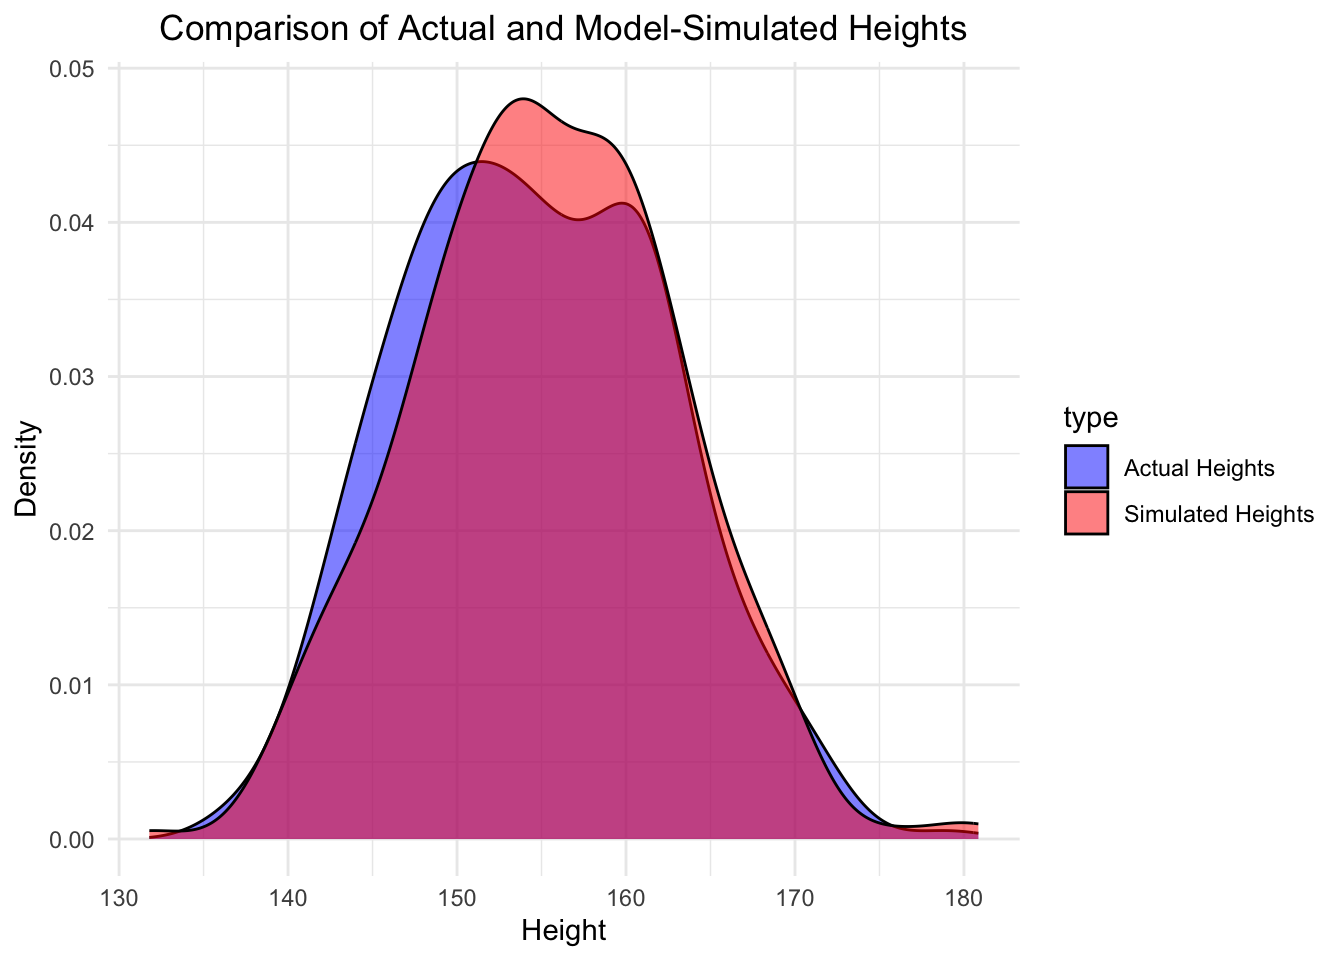 Comparison of Actual and Model-Simulated Heights
0.05
0.04
0.03
0.02
0.01
0.00
Density
130 140 150 160 170 180
Height
type
Actual Heights
Simulated Heights